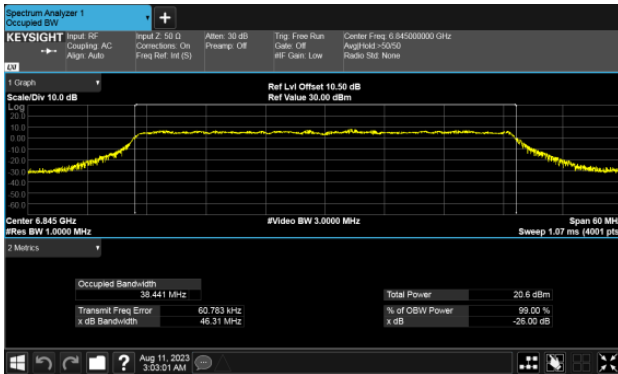 Spectrum Analyzer 1
Occupied BW
+
KEYSIGHT Input: RF Input Z: 50 Ω Atten: 30 dB Trig: Free Run Center Freq: 6.845000000 GHz
Coupling: AC Corrections: On Preamp: Off Gate: Off Avg|Hold:>50/50
Align: Auto Freq Ref: Int (S) #IF Gain: Low Radio Std: None
LXI
1 Graph Ref Lvl Offset 10.50 dB
Scale/Div 10.0 dB Ref Value 30.00 dBm
Log
20.0
10.0
0.00
-10.0
-20.0
-30.0
-40.0
-50.0
-60.0
Center 6.845 GHz #Video BW 3.0000 MHz Span 60 MH
#Res BW 1.0000 MHz Sweep 1.07 ms (4001 pts
2 Metrics
Occupied Bandwidth
38.441 MHz Total Power 20.6 dBm
Transmit Freq Error 60.783 kHz % of OBW Power 99.00 %
x dB Bandwidth 46.31 MHz x dB -26.00 dB
? Aug 11, 2023
3:03:01 AM